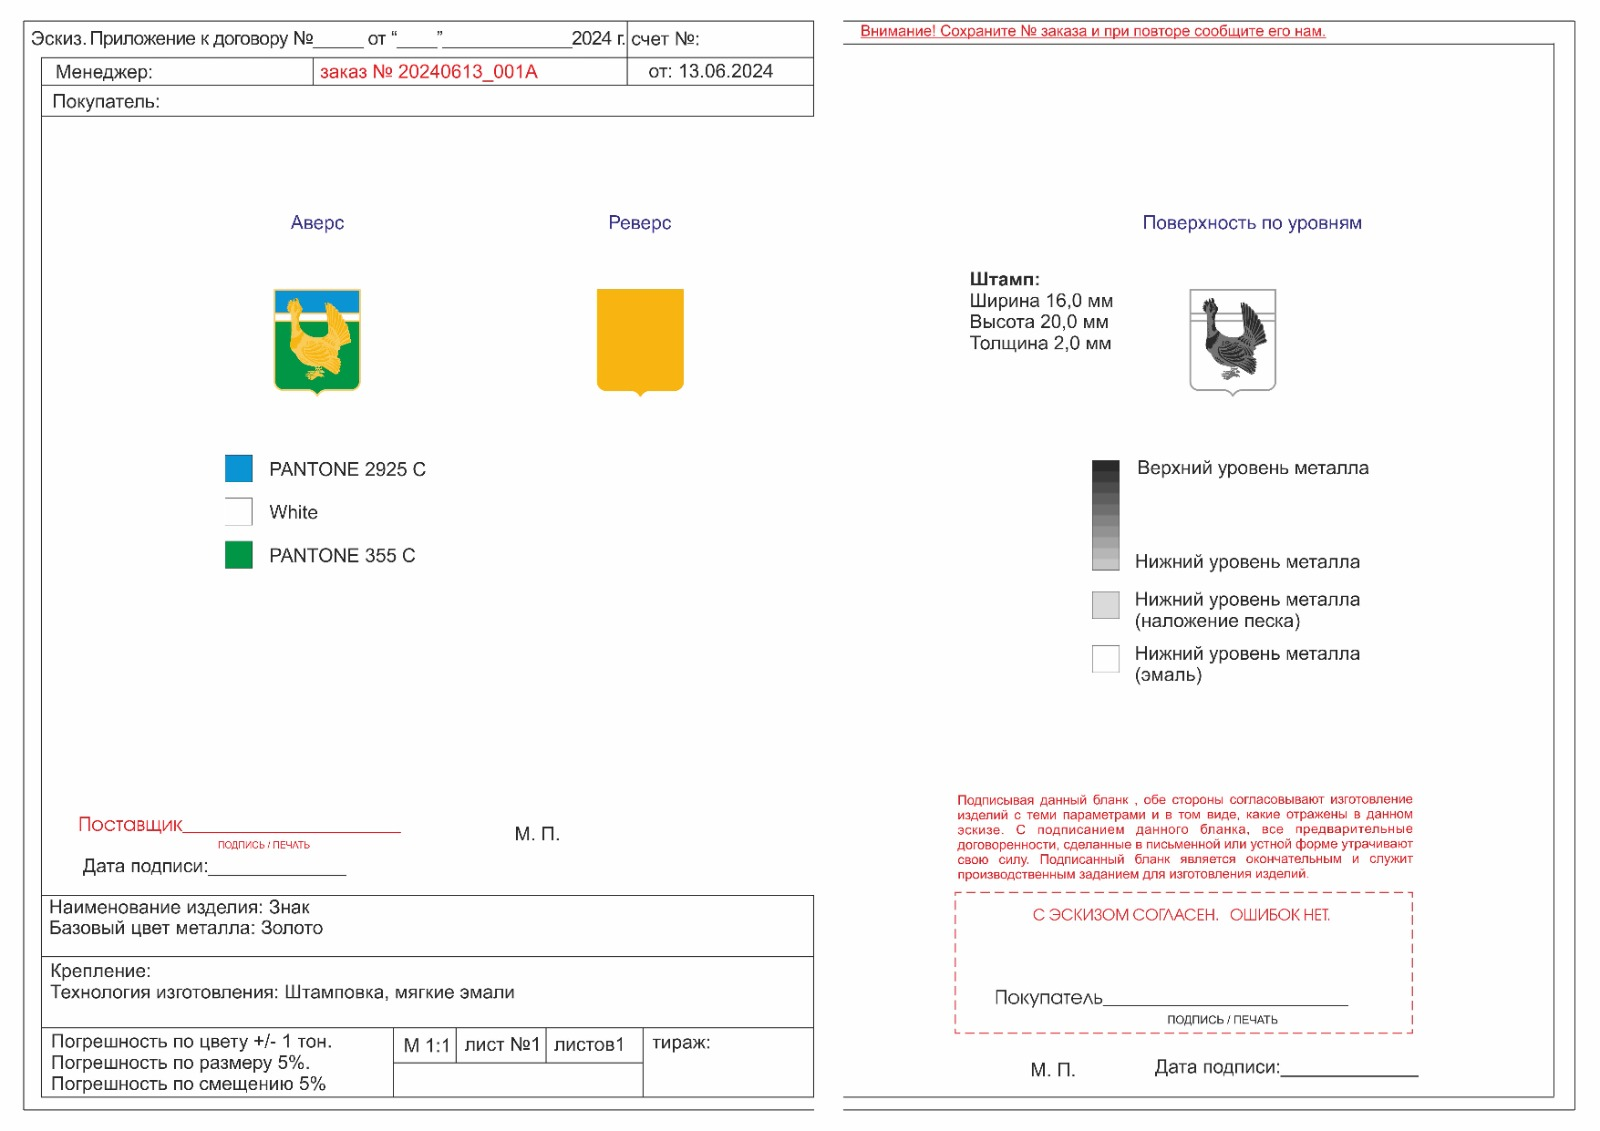 Эскиз. Приложение к договору №_____ от “____”_____________2024 г. счет №:
Менеджер: заказ № 20240613_001А от: 13.06.2024
Покупатель:
Аверс Реверс
PANTONE 2925 C
White
PANTONE 355 C
Поставщик______________________
ПОДПИСЬ / ПЕЧАТЬ
М. П.
Дата подписи:______________
Наименование изделия: Знак
Базовый цвет металла: Золото
Крепление:
Технология изготовления: Штамповка, мягкие эмали
Погрешность по цвету +/- 1 тон.
Погрешность по размеру 5%.
Погрешность по смещению 5%
М 1:1 лист №1 листов1 тираж:
Внимание! Сохраните № заказа и при повторе сообщите его нам.
Поверхность по уровням
Штамп:
Ширина 16,0 мм
Высота 20,0 мм
Толщина 2,0 мм
Верхний уровень металла
Нижний уровень металла
Нижний уровень металла
(наложение песка)
Нижний уровень металла
(эмаль)
Подписывая данный бланк , обе стороны согласовывают изготовление
изделий с теми параметрами и в том виде, какие отражены в данном
эскизе. С подписанием данного бланка, все предварительные
договоренности, сделанные в письменной или устной форме утрачивают
свою силу. Подписанный бланк является окончательным и служит
производственным заданием для изготовления изделий.
С ЭСКИЗОМ СОГЛАСЕН. ОШИБОК НЕТ.
Покупатель_________________________
ПОДПИСЬ / ПЕЧАТЬ
М. П. Дата подписи:______________